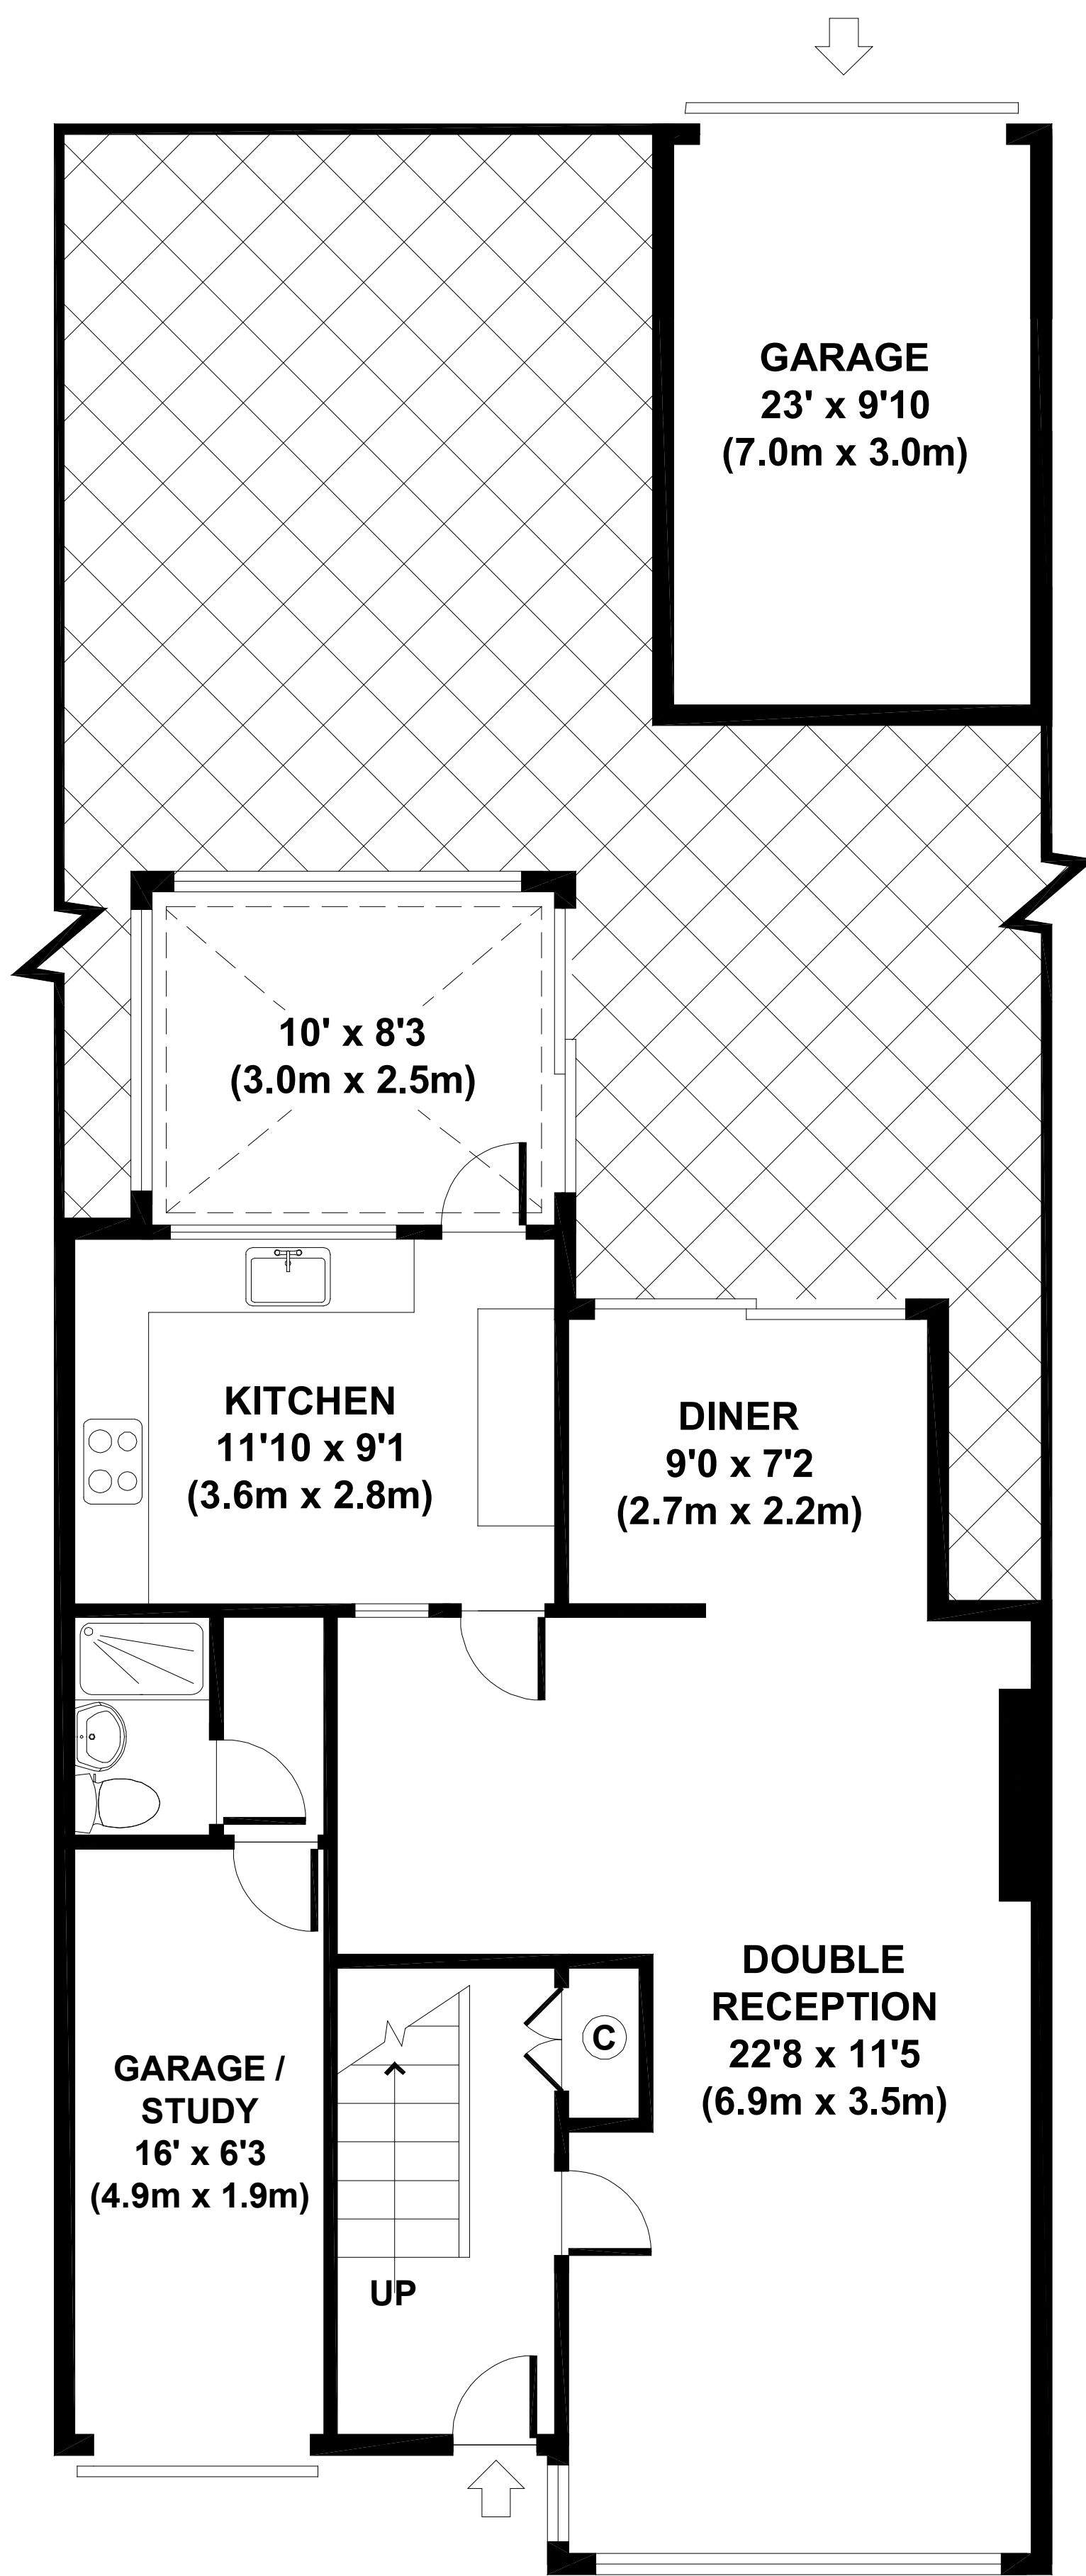 GARAGE
23' x 9'10
(7.0m x 3.0m)
10' x 8'3
(3.0m x 2.5m)
KITCHEN
11'10 x 9'1
(3.6m x 2.8m)
DINER
9'0 x 7'2
(2.7m x 2.2m)
DOUBLE
RECEPTION
22'8 x 11'5
(6.9m x 3.5m)
C
GARAGE /
STUDY
16' x 6'3
(4.9m x 1.9m)
UP